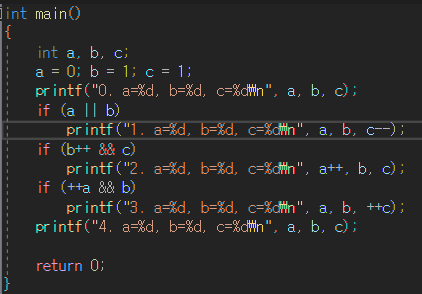 int main()
{
int a, b, c;
a = 0; b = 1; c = 1;
printf("0. a=%d, b=%d, c=%d₩n", a, b, c);
if (a || b)
printf("1. a=%d, b=%d, c=%d₩n", a, b, c--);
if (b++ && c)
printf("2. a=%d, b=%d, c=%d₩n", a++, b, c);
if (++a && b)
printf("3. a=%d, b=%d, c=%d₩n", a, b, ++c);
printf("4. a=%d, b=%d, c=%d₩n", a, b, c);
return 0;
}